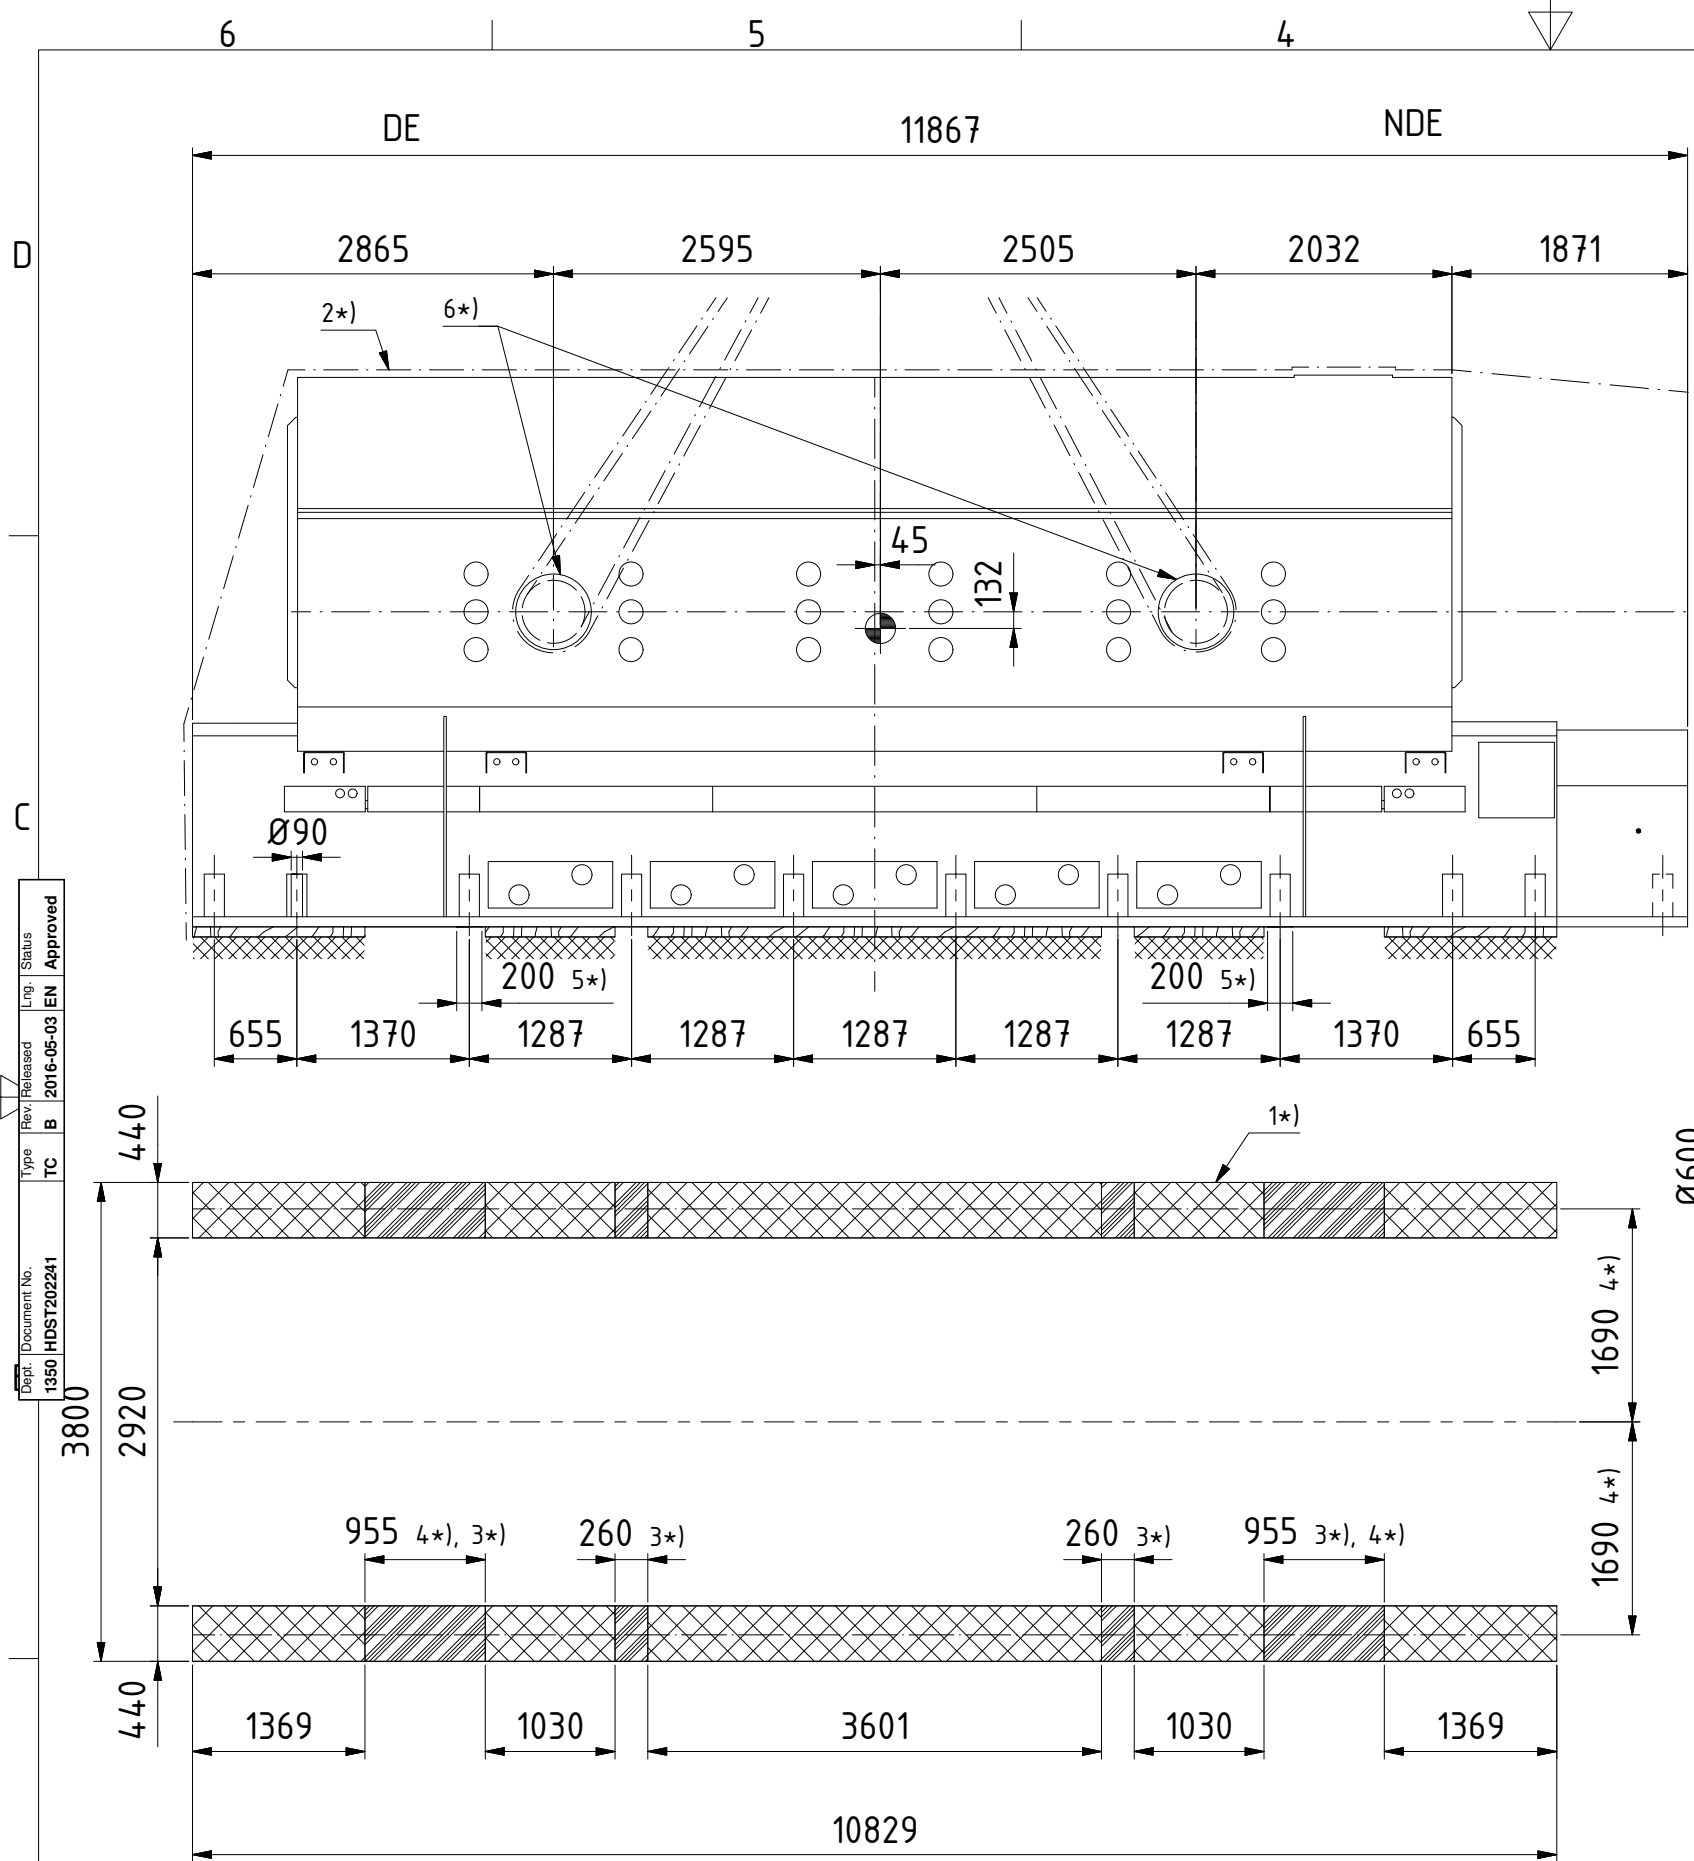 6 5 4
DE 11867 NDE
D
2865 2595 2505 2032 1871
2*) 6*)
45
132
C
Ø90
200 5*) 200 5*)
655 1370 1287 1287 1287 1287 1287 1370 655
Dept. Document No. Type Rev. Released Lng. Status
1350 HDST202241 TC B 2016-05-03 EN Approved
440
1*)
Ø600
1690 4*)
3800 2920
1690 4*)
955 4*), 3*) 260 3*) 260 3*) 955 3*), 4*)
440
1369 1030 3601 1030 1369
10829